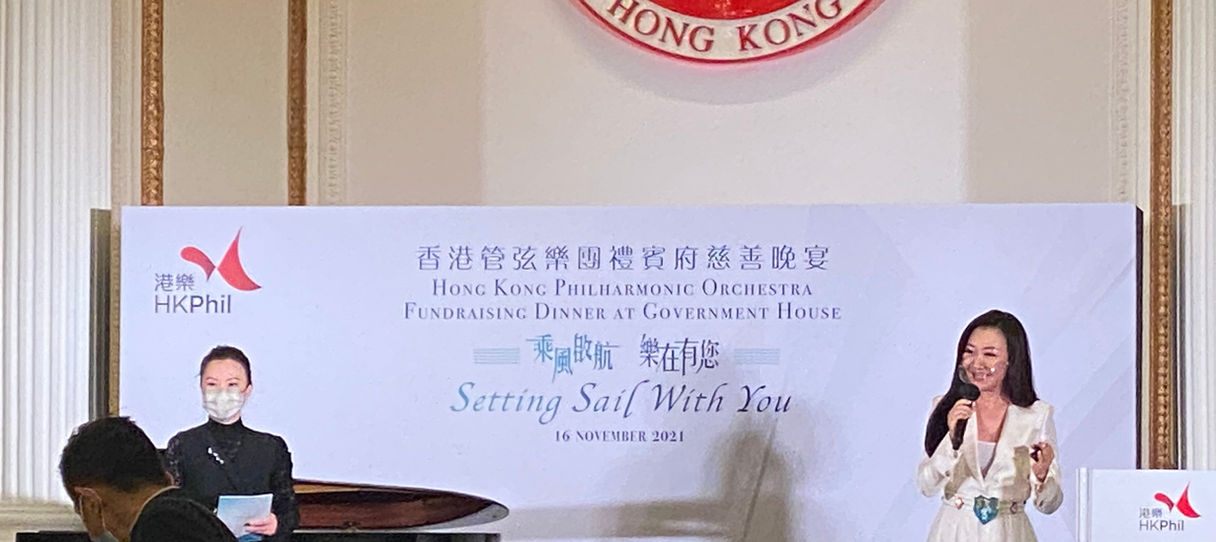 HONG KONG
港樂
HKPhil
香港管弦樂團禮賓府慈善晚宴
HONG KONG PHILHARMONIC ORCHESTRA
FUNDRAISING DINNER AT GOVERNMENT HOUSE
乘風啟航 樂在有您
Setting Sail With You
16 NOVEMBER 2021
港樂
HKPhil